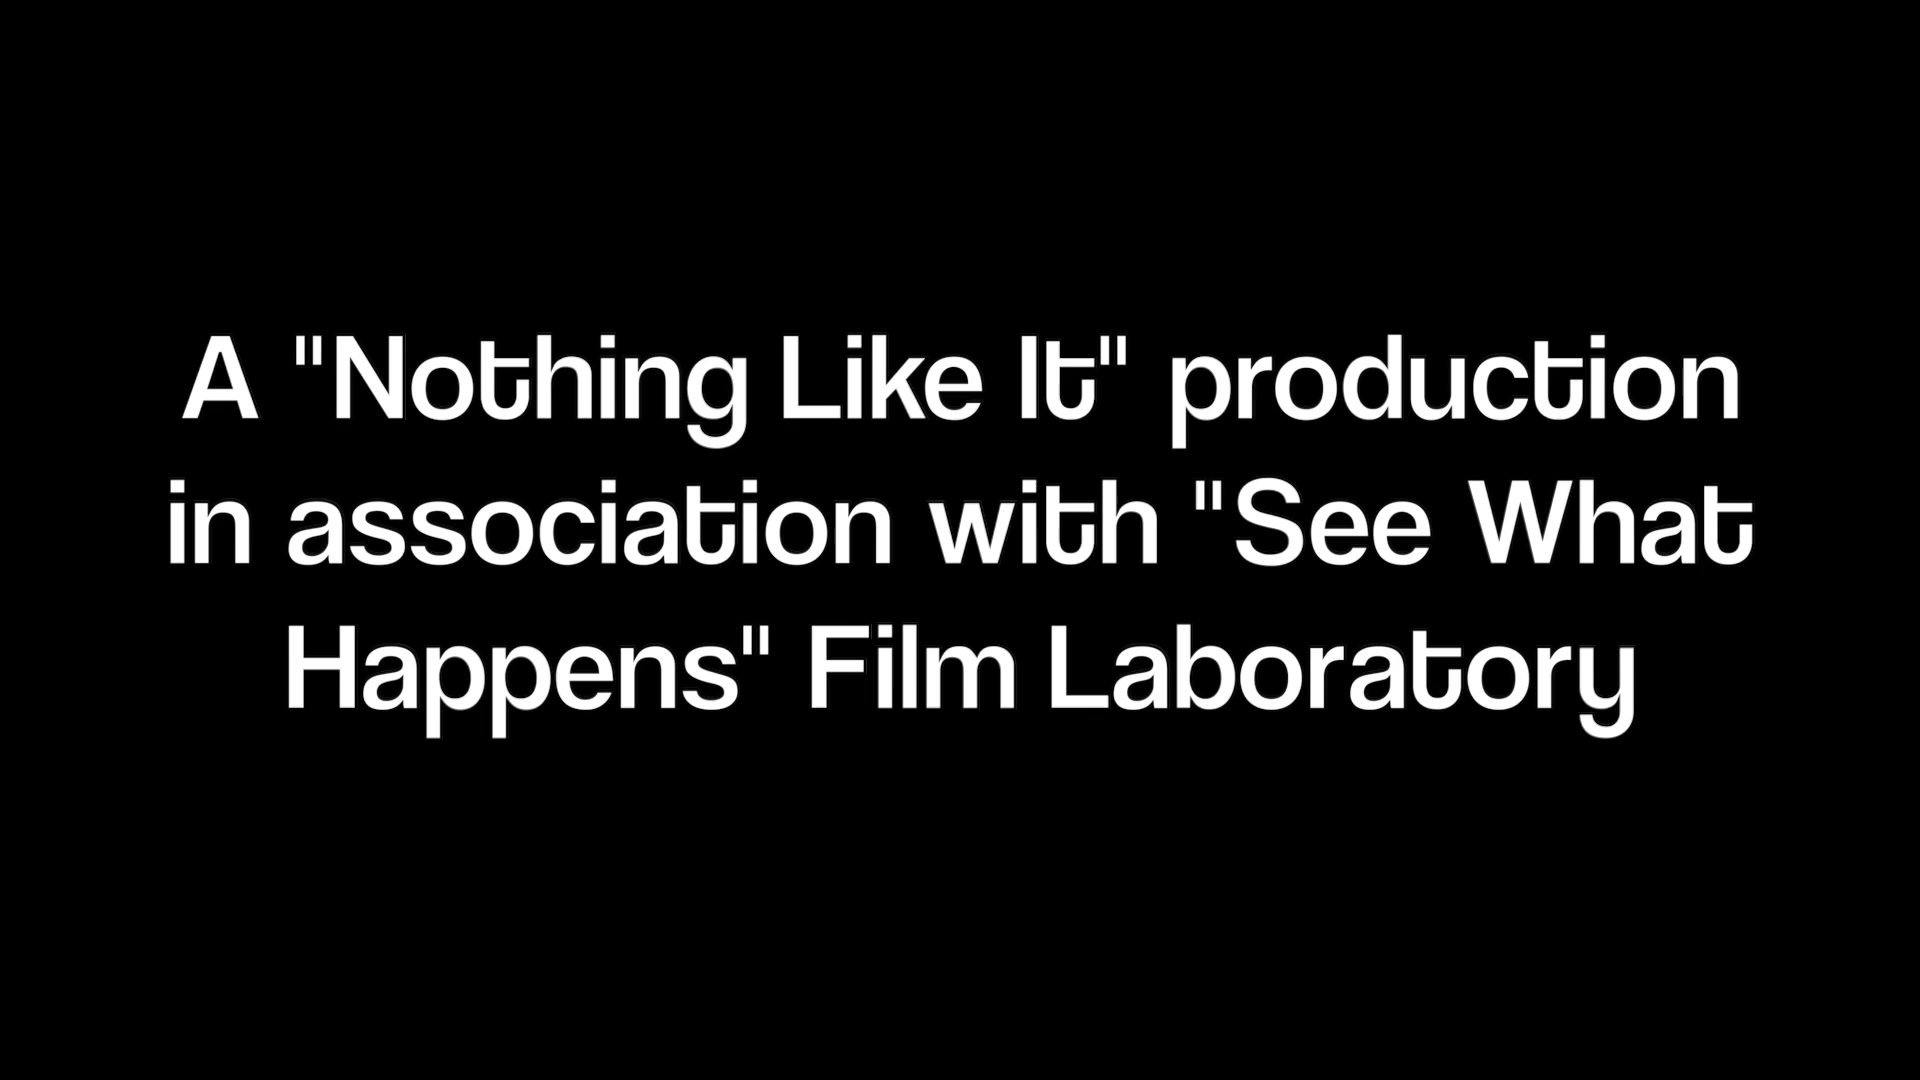 A "Nothing Like It" production
in association with "See What
Happens" Film Laboratory